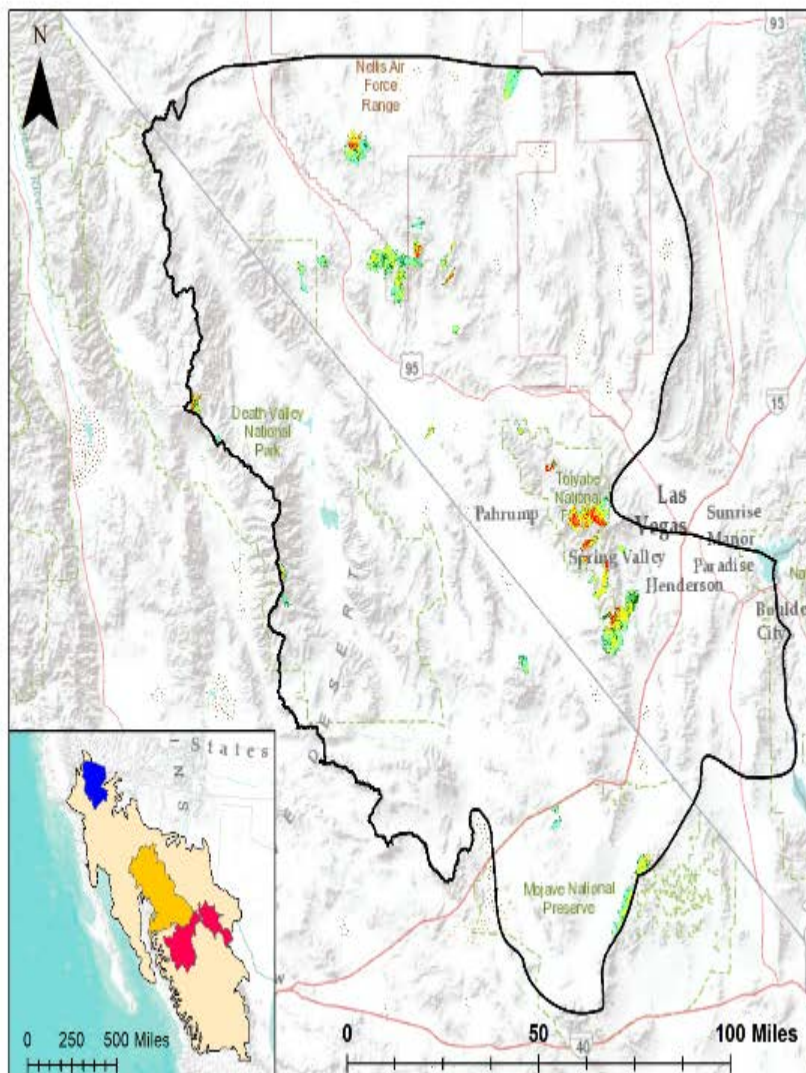 N
93
Nellis Air
Force
Range
95
15
Death Valley
National
Park
Toiyabe
National
Las
Vegas
Pahrump
Sunrise
Manor
Spring Valley
Paradise
Henderson
Boulde
City
D E S E R T
Mojave National
Preserve
States
I N S
0 250 500 Miles
0 50 100 Miles
40